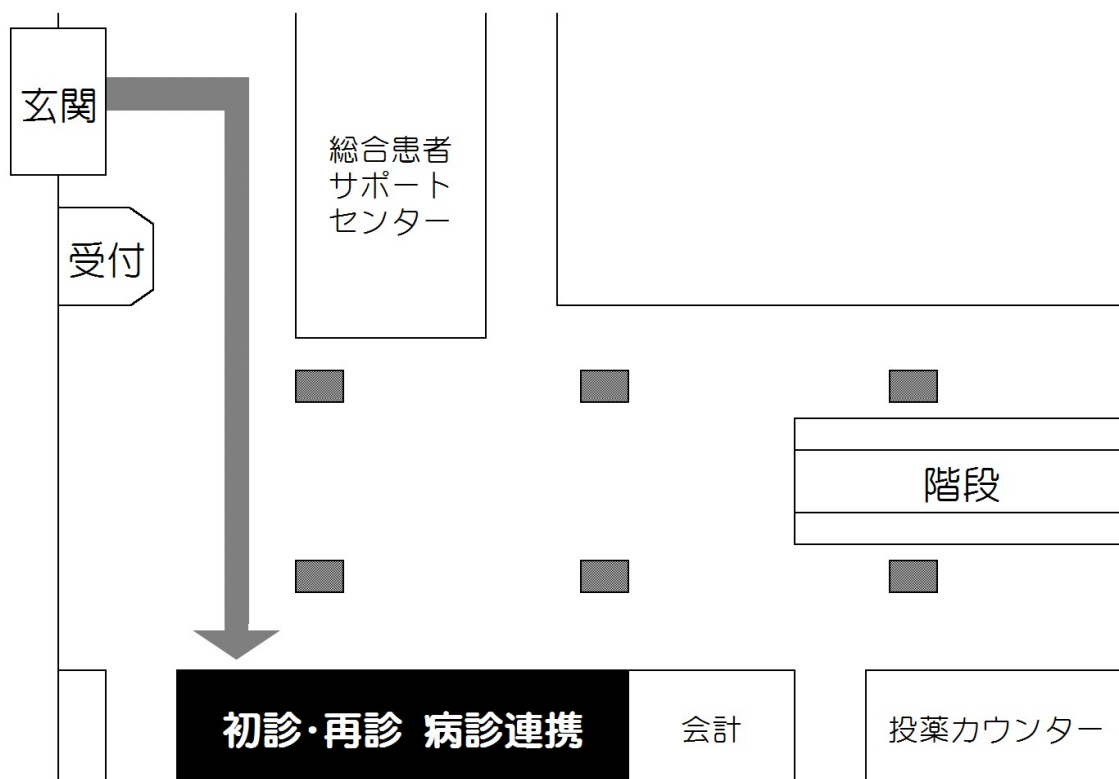 玄関
総合患者
サポート
センター
受付
階段
初診･再診 病診連携
会計
投薬カウンター